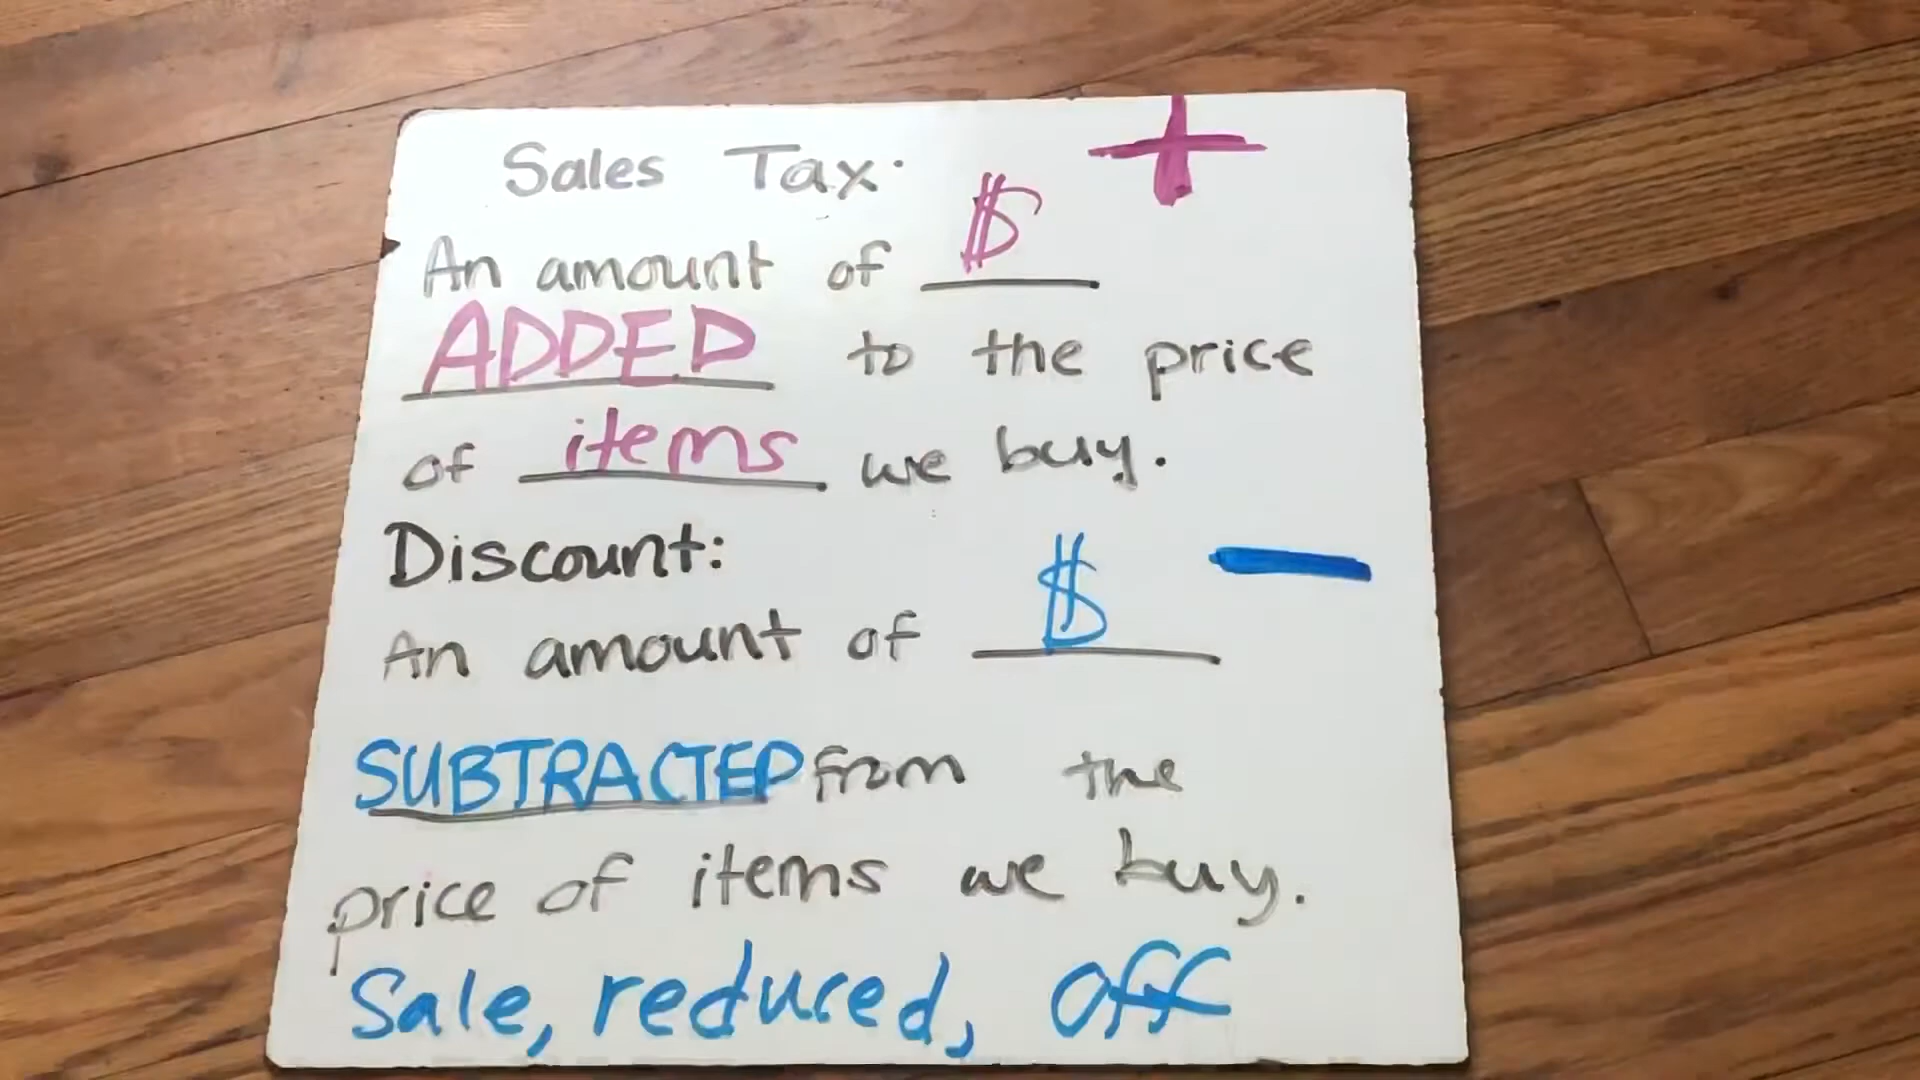 Sales Tax: +
An amount of $
ADDED to the price
of items we buy.
Discount: -
An amount of $
SUBTRACTED from the
price of items we buy.
Sale, reduced, off